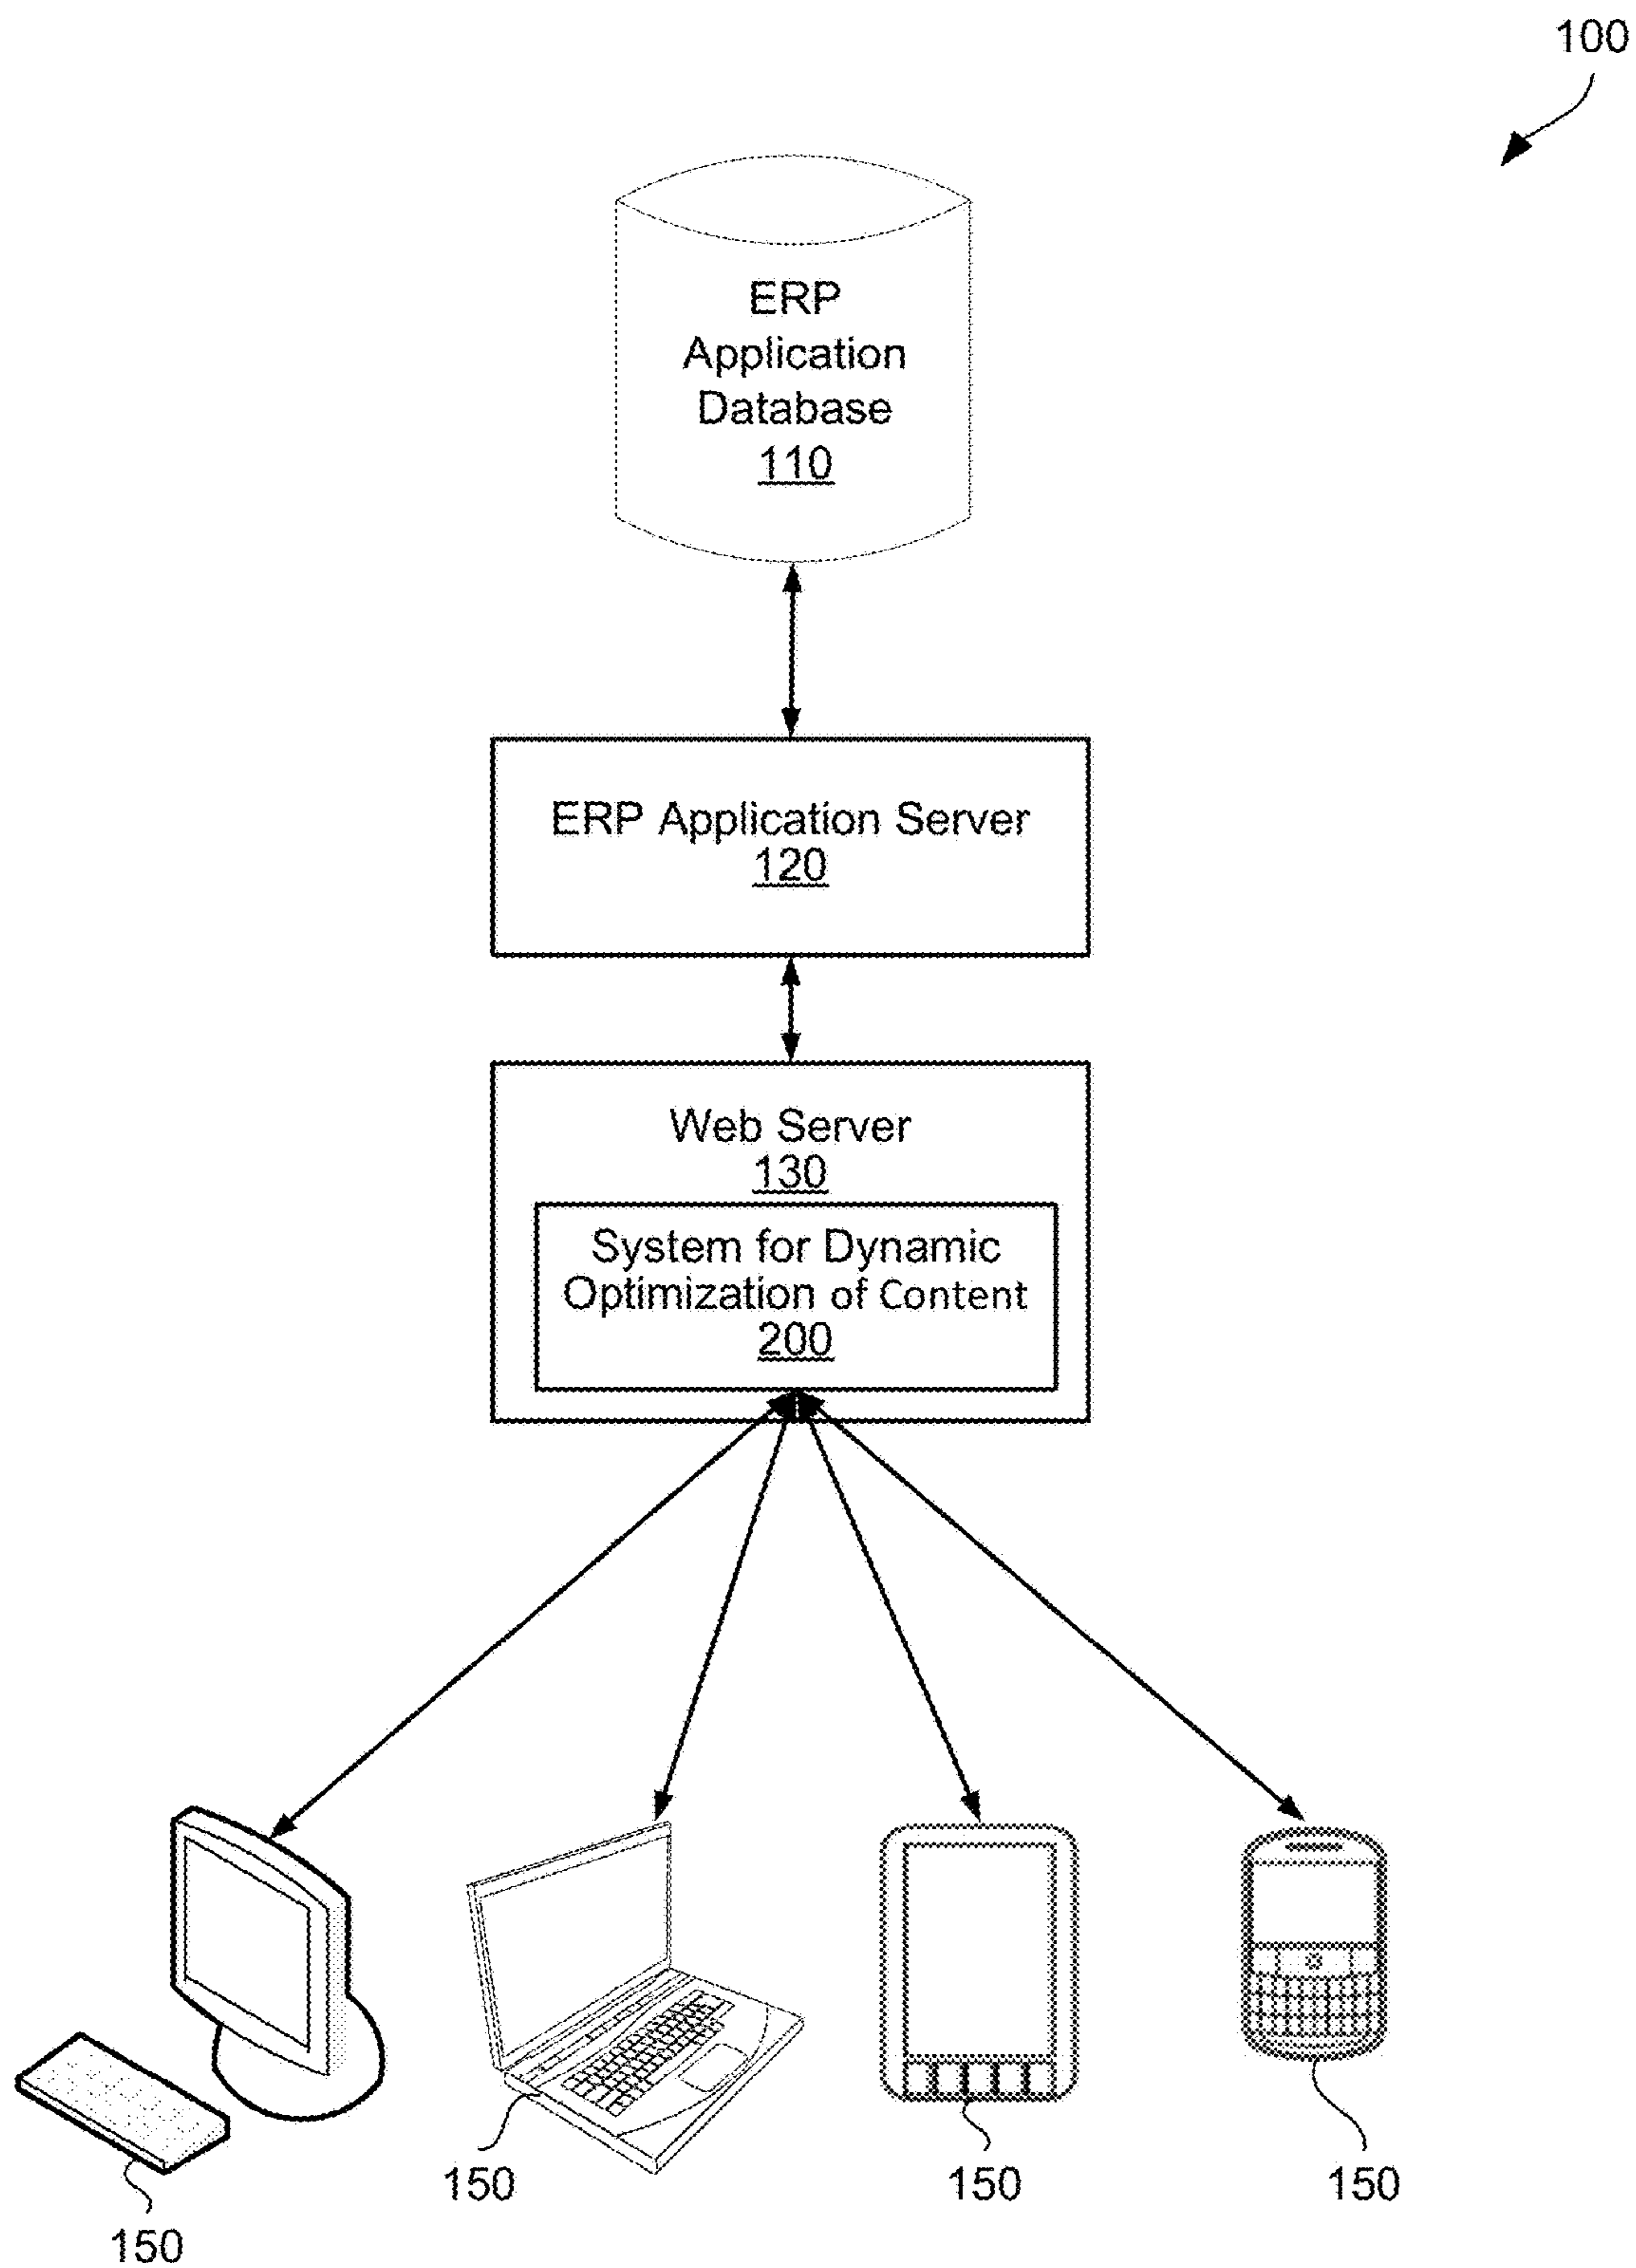 100
ERP
Application
Database
110
ERP Application Server
120
Web Server
130
System for Dynamic
Optimization of Content
200
150
150
150
150